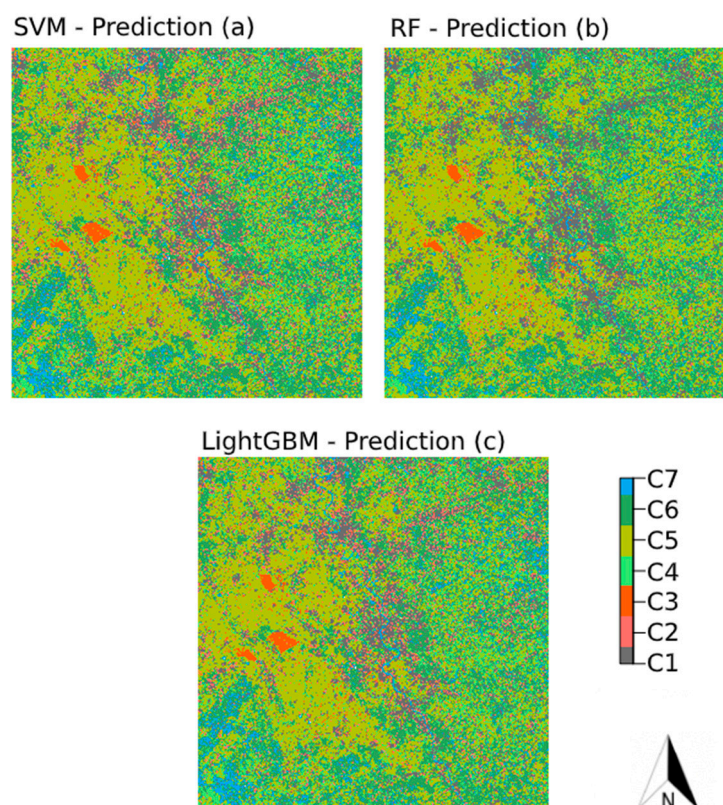 SVM - Prediction (a)
RF - Prediction (b)
LightGBM - Prediction (c)
C7
C6
C5
C4
C3
C2
C1
N